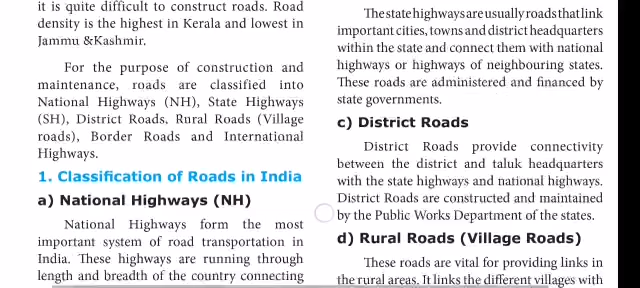 it is quite difficult to construct roads. Road
density is the highest in Kerala and lowest in
Jammu &Kashmir.
For the purpose of construction and
maintenance, roads are classified into
National Highways (NH), State Highways
(SH), District Roads, Rural Roads (Village
roads), Border Roads and International
Highways.
1. Classification of Roads in India
a) National Highways (NH)
National Highways form the most
important system of road transportation in
India. These highways are running through
length and breadth of the country connecting
The state highways are usually roads that link
important cities, towns and district headquarters
within the state and connect them with national
highways or highways of neighbouring states.
These roads are administered and financed by
state governments.
c) District Roads
District Roads provide connectivity
between the district and taluk headquarters
with the state highways and national highways.
District Roads are constructed and maintained
by the Public Works Department of the states.
d) Rural Roads (Village Roads)
These roads are vital for providing links in
the rural areas. It links the different villages with